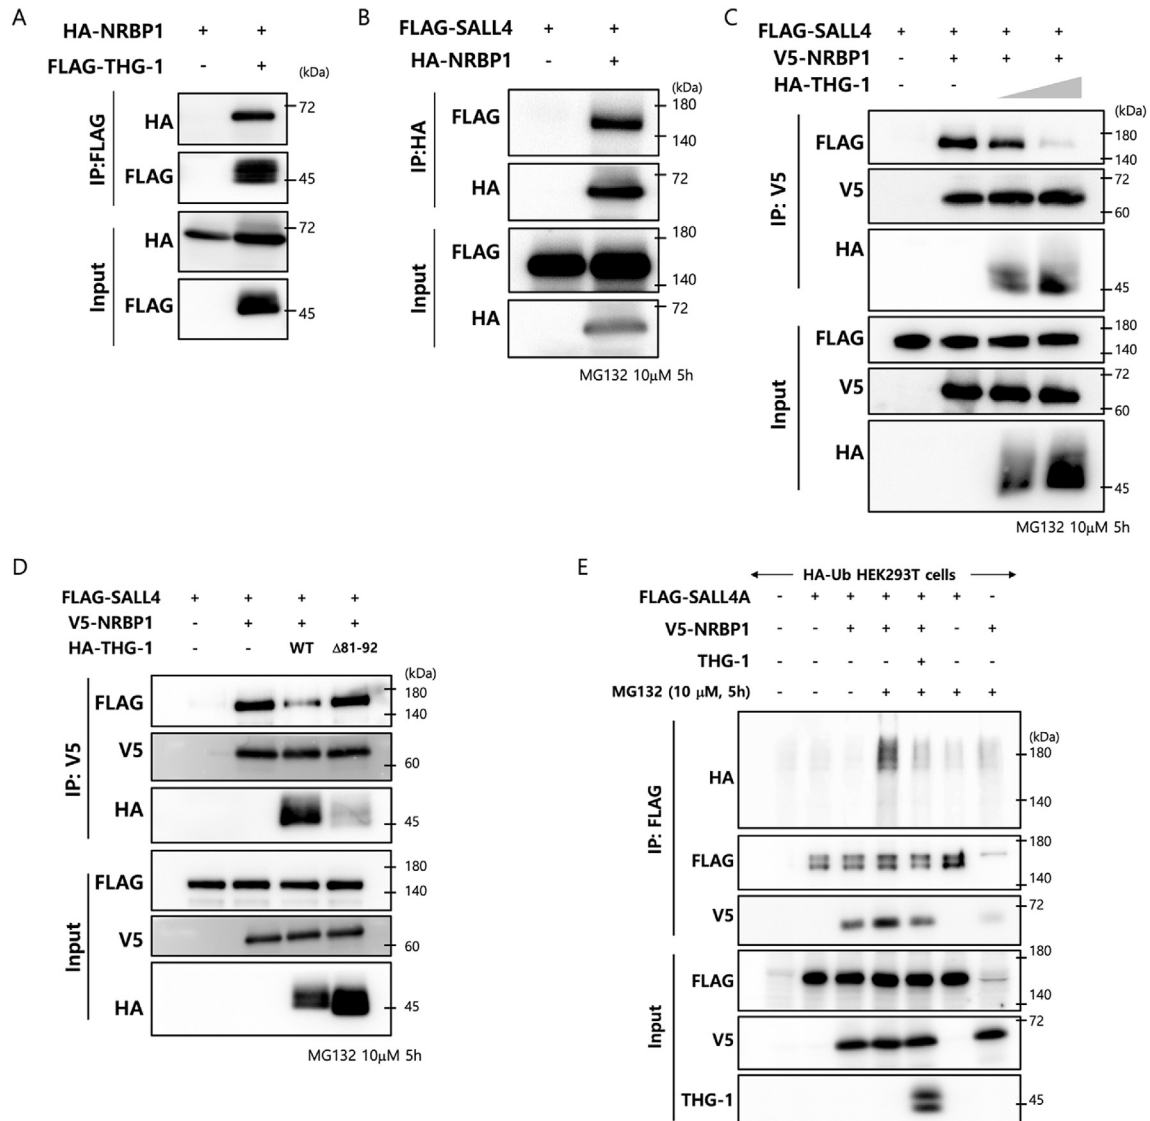 A
HA-NRBP1 + +
FLAG-THG-1 - +
(kDa)
IP:FLAG
HA 72
FLAG 45
Input
HA 72
FLAG 45
B
FLAG-SALL4 + +
HA-NRBP1 - +
(kDa)
IP:HA
FLAG 180
140
HA 72
Input
FLAG 180
140
HA 72
MG132 10μM 5h
C
FLAG-SALL4 + + + +
V5-NRBP1 - + + +
HA-THG-1 - -
(kDa)
IP: V5
FLAG 180
140
V5 72
60
HA 45
Input
FLAG 180
140
V5 72
60
HA 45
MG132 10μM 5h
D
FLAG-SALL4 + + + +
V5-NRBP1 - + + +
HA-THG-1 - - WT Δ81-92
(kDa)
IP: V5
FLAG 180
140
V5 60
HA 45
Input
FLAG 180
140
V5 60
HA 45
MG132 10μM 5h
E
HA-Ub HEK293T cells
FLAG-SALL4A - + + + + + -
V5-NRBP1 - - + + + - +
THG-1 - - - - + - -
MG132 (10 μM, 5h) - - - + + + +
(kDa)
IP: FLAG
HA 180
140
FLAG 180
140
V5 72
Input
FLAG 180
140
V5 72
THG-1 45